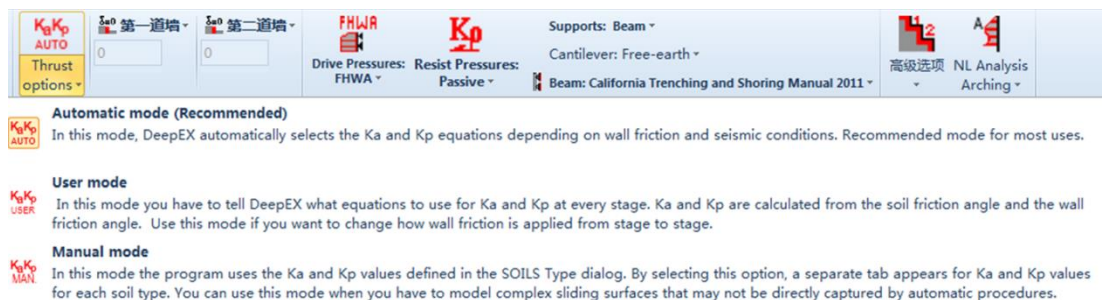 KaKp
AUTO
Thrust
options
δ=0 第一道墙
0
δ=0 第二道墙
0
FHWA
Drive Pressures:
FHWA
Kp
Resist Pressures:
Passive
Supports: Beam
Cantilever: Free-earth
Beam: California Trenching and Shoring Manual 2011
1 2
高级选项
A
NL Analysis
Arching
KaKp
AUTO
Automatic mode (Recommended)
In this mode, DeepEX automatically selects the Ka and Kp equations depending on wall friction and seismic conditions. Recommended mode for most uses.
KaKp
USER
User mode
In this mode you have to tell DeepEX what equations to use for Ka and Kp at every stage. Ka and Kp are calculated from the soil friction angle and the wall
friction angle. Use this mode if you want to change how wall friction is applied from stage to stage.
KaKp
MAN.
Manual mode
In this mode the program uses the Ka and Kp values defined in the SOILS Type dialog. By selecting this option, a separate tab appears for Ka and Kp values
for each soil type. You can use this mode when you have to model complex sliding surfaces that may not be directly captured by automatic procedures.